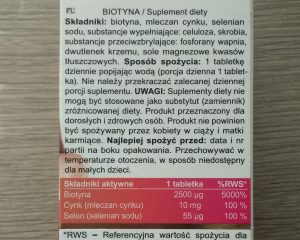 PL BIOTYNA / Suplement diety
Składniki: biotyna, mleczan cynku, selenian
sodu, substancje wypełniające: celuloza, skrobia,
substancje przeciwzbrylające: fosforany wapnia,
dwutlenek krzemu, sole magnezowe kwasów
tłuszczowych. Sposób spożycia: 1 tabletkę
dziennie popijając wodą (porcja dzienna 1 tablet-
ka). Nie należy przekraczać zalecanej dziennej
porcji suplementu. UWAGI: Suplementy diety nie
mogą być stosowane jako substytut (zamiennik)
zróżnicowanej diety. Produkt przeznaczony dla
dorosłych i zdrowych osób. Produkt nie powinien
być spożywany przez kobiety w ciąży i matki
karmiące. Najlepiej spożyć przed: data i nr
partii na boku opakowania. Przechowywać w
temperaturze otoczenia, w sposób niedostępny
dla małych dzieci.
Składniki aktywne 1 tabletka %RWS*
Biotyna 2500 µg 5000%
Cynk (mleczan cynku) 10 mg 100 %
Selen (selenian sodu) 55 µg 100 %
*RWS – Referencyjna wartość spożycia dla